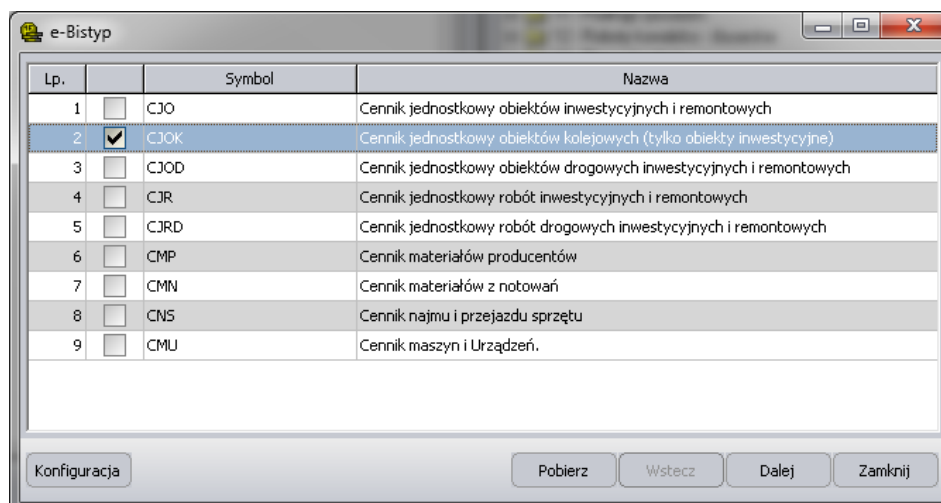 e-Bistyp
Lp. Symbol Nazwa
1 CJO Cennik jednostkowy obiektów inwestycyjnych i remontowych
2 CJOK Cennik jednostkowy obiektów kolejowych (tylko obiekty inwestycyjne)
3 CJOD Cennik jednostkowy obiektów drogowych inwestycyjnych i remontowych
4 CJR Cennik jednostkowy robót inwestycyjnych i remontowych
5 CJRD Cennik jednostkowy robót drogowych inwestycyjnych i remontowych
6 CMP Cennik materiałów producentów
7 CMN Cennik materiałów z notowań
8 CNS Cennik najmu i przejazdu sprzętu
9 CMU Cennik maszyn i Urządzeń.
Konfiguracja Pobierz Wstecz Dalej Zamknij